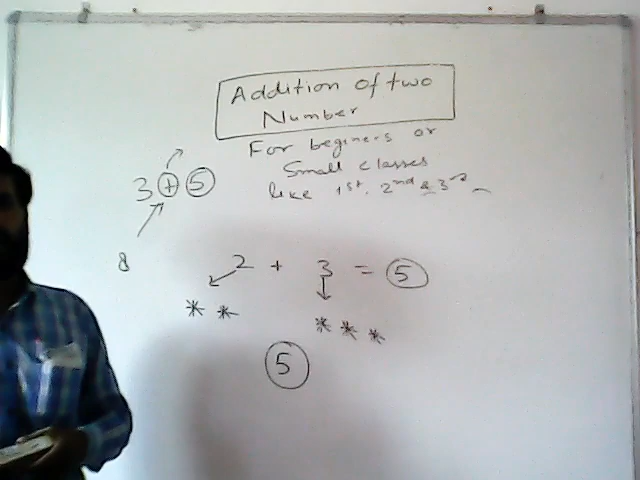 Addition of two
Number
For beginers or
Small classes
like 1st, 2nd & 3rd
3 + 5
8
2 + 3 = 5
* * * * *
5